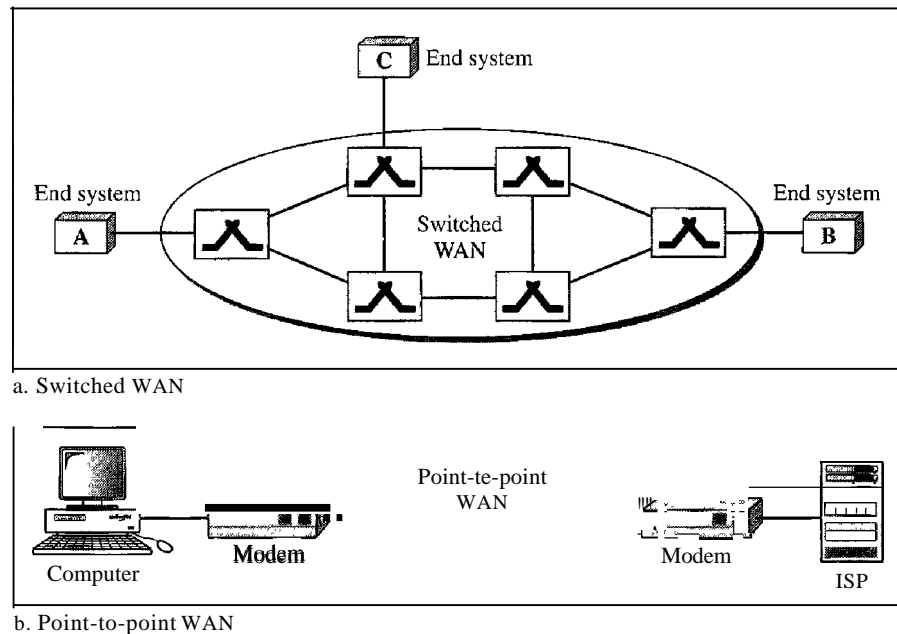 C
End system
End system
A
Switched
WAN
End system
B
a. Switched WAN
Point-te-point
WAN
Computer
Modem
Modem
ISP
b. Point-to-point WAN